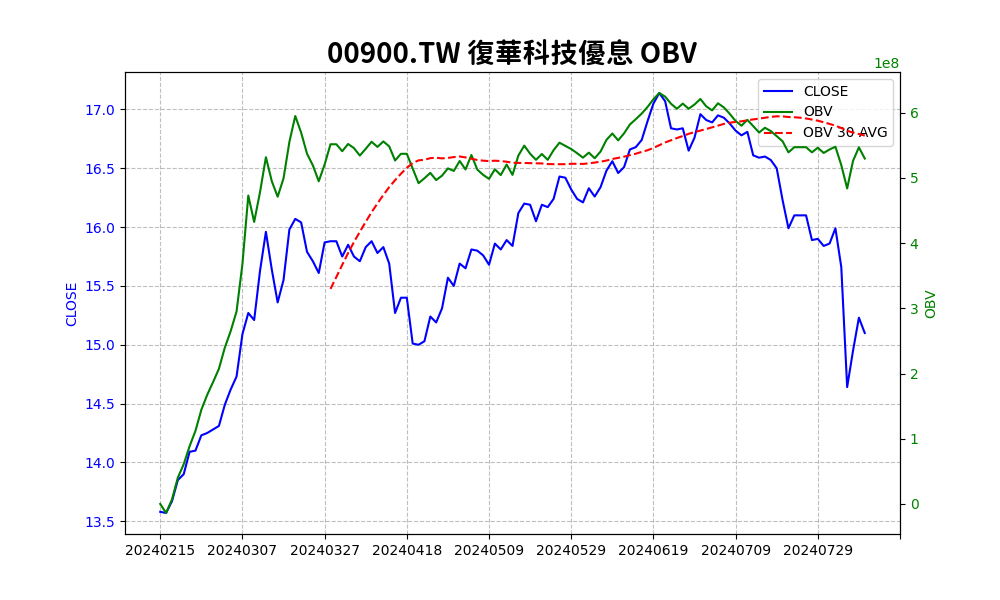 00900.TW 復華科技優息 OBV
1e8
CLOSE
OBV
OBV 30 AVG
17.0
16.5
16.0
15.5
15.0
14.5
14.0
13.5
CLOSE
6
5
4
3
2
1
0
OBV
20240215 20240307 20240327 20240418 20240509 20240529 20240619 20240709 20240729